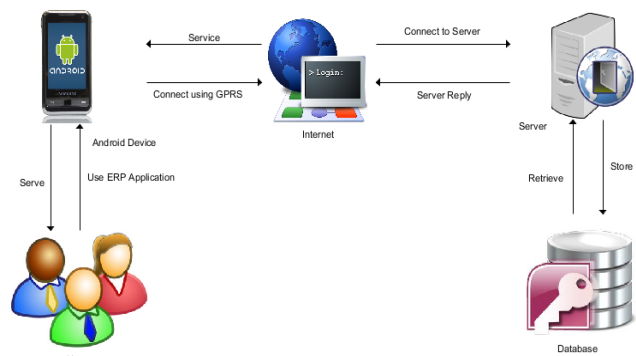 Service
Connect to Server
ANDROID
> login:
Connect using GPRS
Server Reply
Internet
Server
Android Device
Use ERP Application
Serve
Retrieve
Store
Database